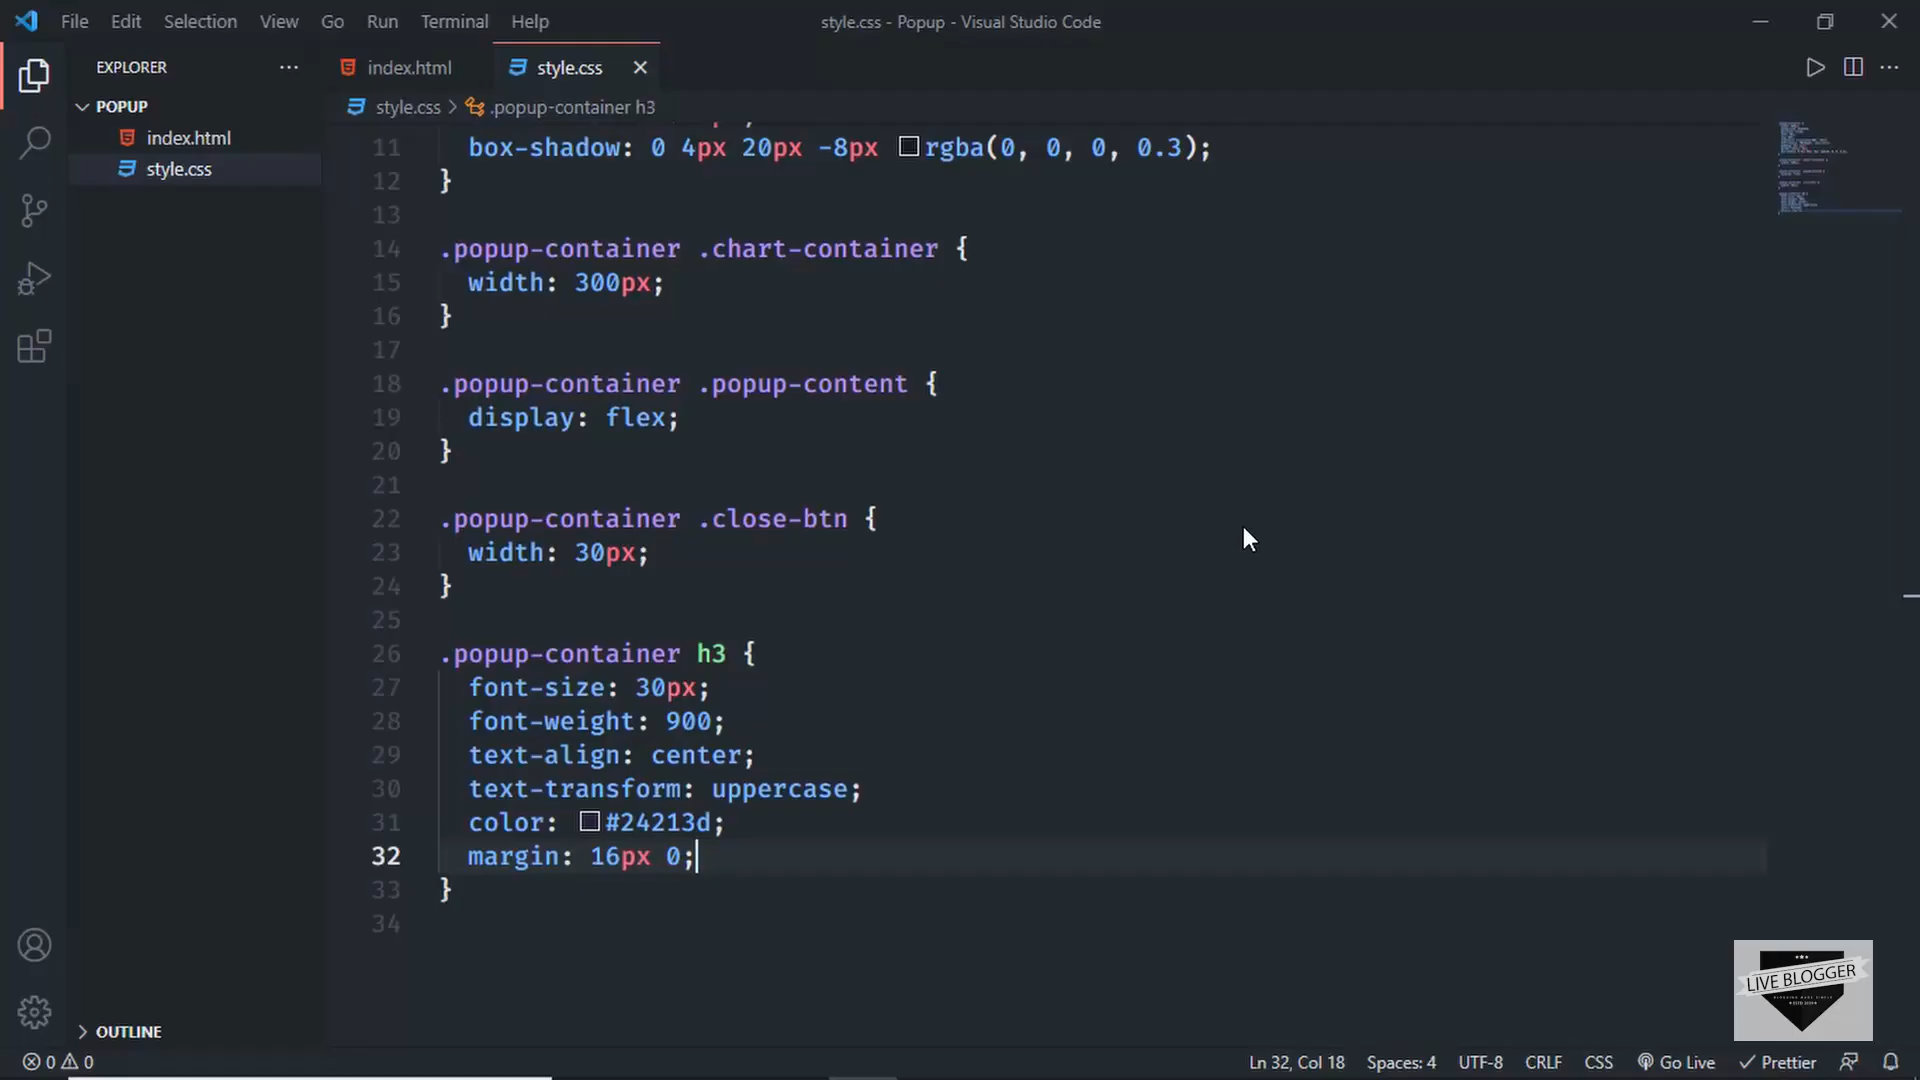 File Edit Selection View Go Run Terminal Help
style.css - Popup - Visual Studio Code
EXPLORER
POPUP
index.html
style.css
OUTLINE
index.html
style.css
style.css > .popup-container h3
11 box-shadow: 0 4px 20px -8px rgba(0, 0, 0, 0.3);
12 }
13
14 .popup-container .chart-container {
15 width: 300px;
16 }
17
18 .popup-container .popup-content {
19 display: flex;
20 }
21
22 .popup-container .close-btn {
23 width: 30px;
24 }
25
26 .popup-container h3 {
27 font-size: 30px;
28 font-weight: 900;
29 text-align: center;
30 text-transform: uppercase;
31 color: #24213d;
32 margin: 16px 0;
33 }
34
LIVE BLOGGER
0 0
Ln 32, Col 18 Spaces: 4 UTF-8 CRLF CSS Go Live Prettier